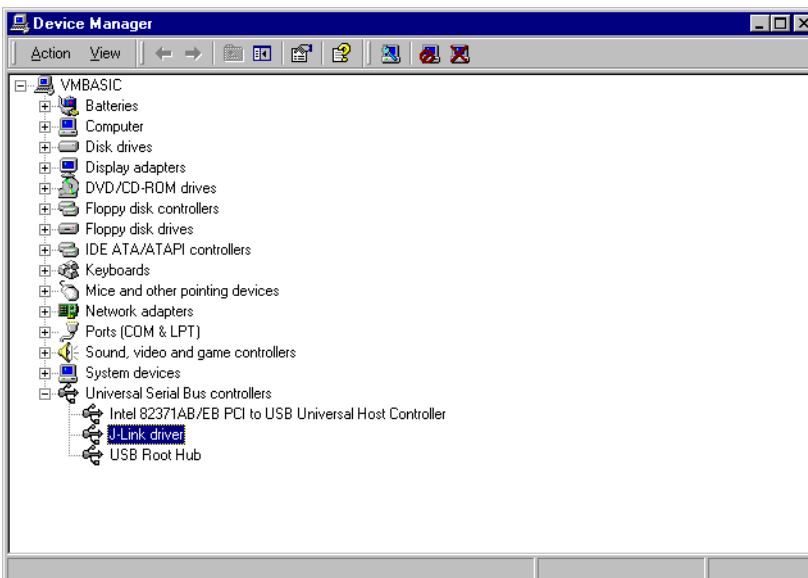 Device Manager
Action View
VMBASIC
Batteries
Computer
Disk drives
Display adapters
DVD/CD-ROM drives
Floppy disk controllers
Floppy disk drives
IDE ATA/ATAPI controllers
Keyboards
Mice and other pointing devices
Network adapters
Ports (COM & LPT)
Sound, video and game controllers
System devices
Universal Serial Bus controllers
Intel 82371AB/EB PCI to USB Universal Host Controller
J-Link driver
USB Root Hub